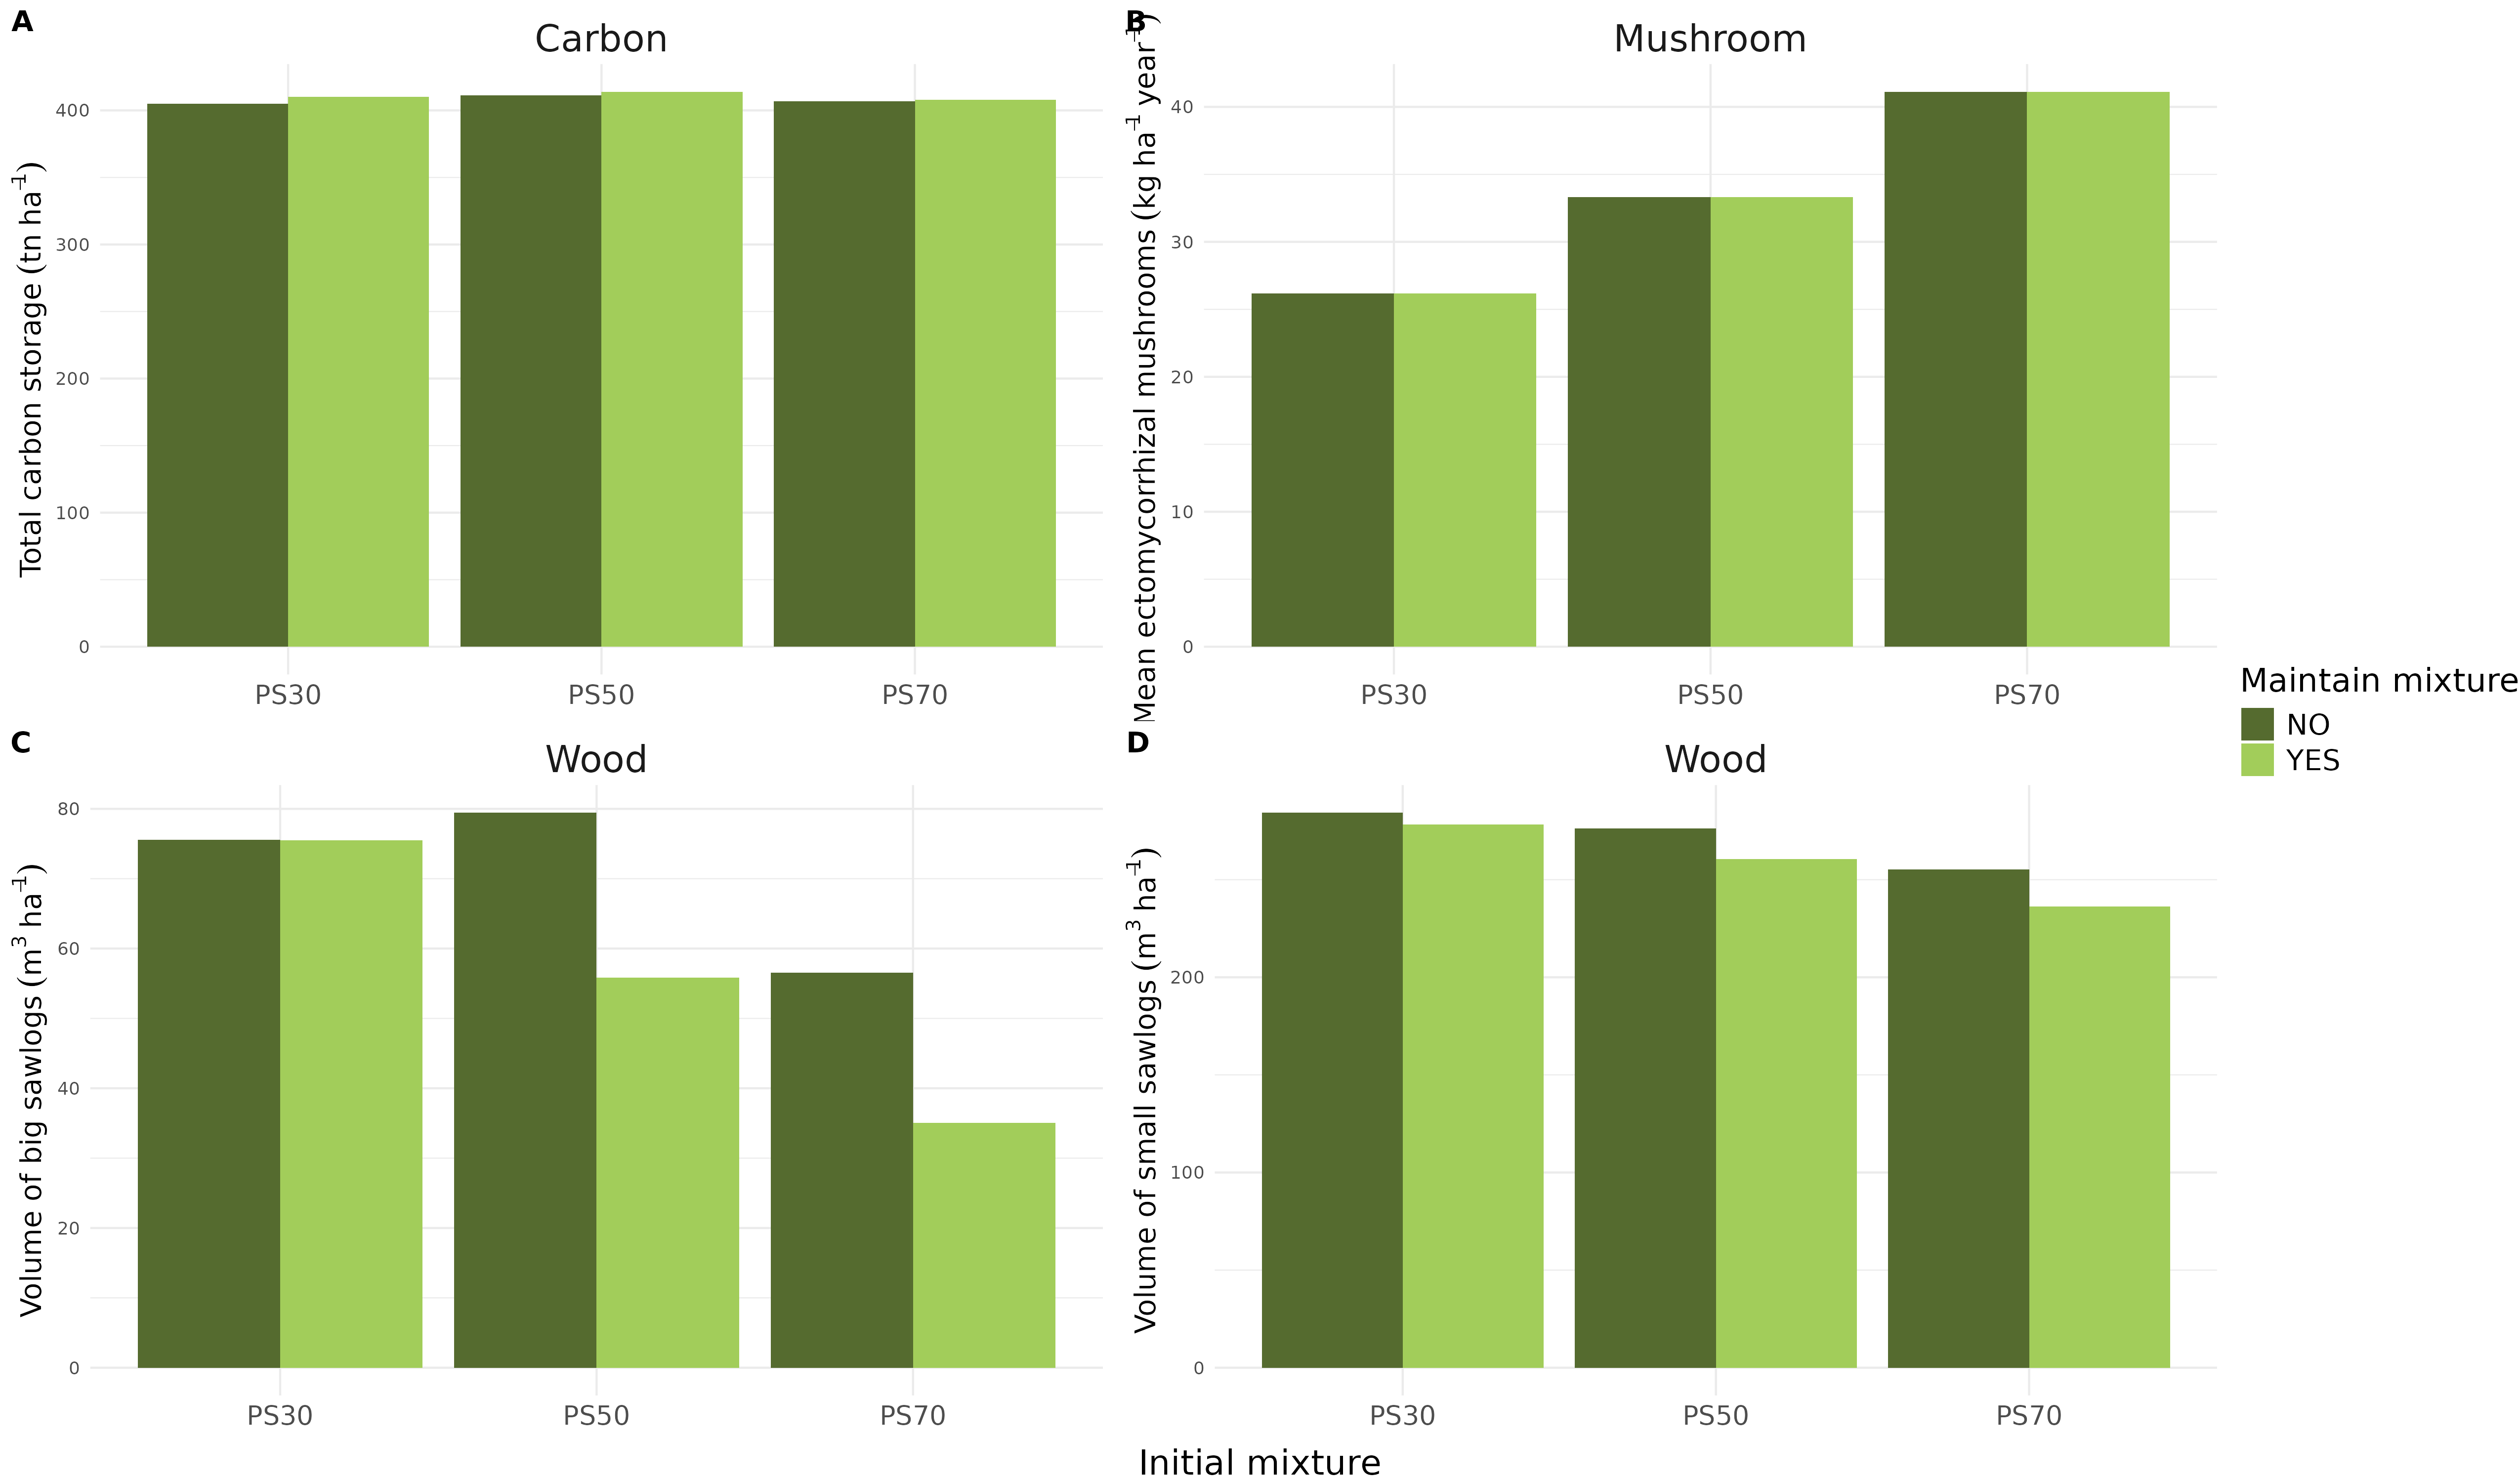 A
Carbon
Total carbon storage (tn ha⁻¹)
400
300
200
100
0
PS30 PS50 PS70
B
Mushroom
Mean ectomycorrhizal mushrooms (kg ha⁻¹ year⁻¹)
40
30
20
10
0
PS30 PS50 PS70
C
Wood
Volume of big sawlogs (m³ ha⁻¹)
80
60
40
20
0
PS30 PS50 PS70
D
Wood
Volume of small sawlogs (m³ ha⁻¹)
200
100
0
PS30 PS50 PS70
Initial mixture
Maintain mixture
NO
YES